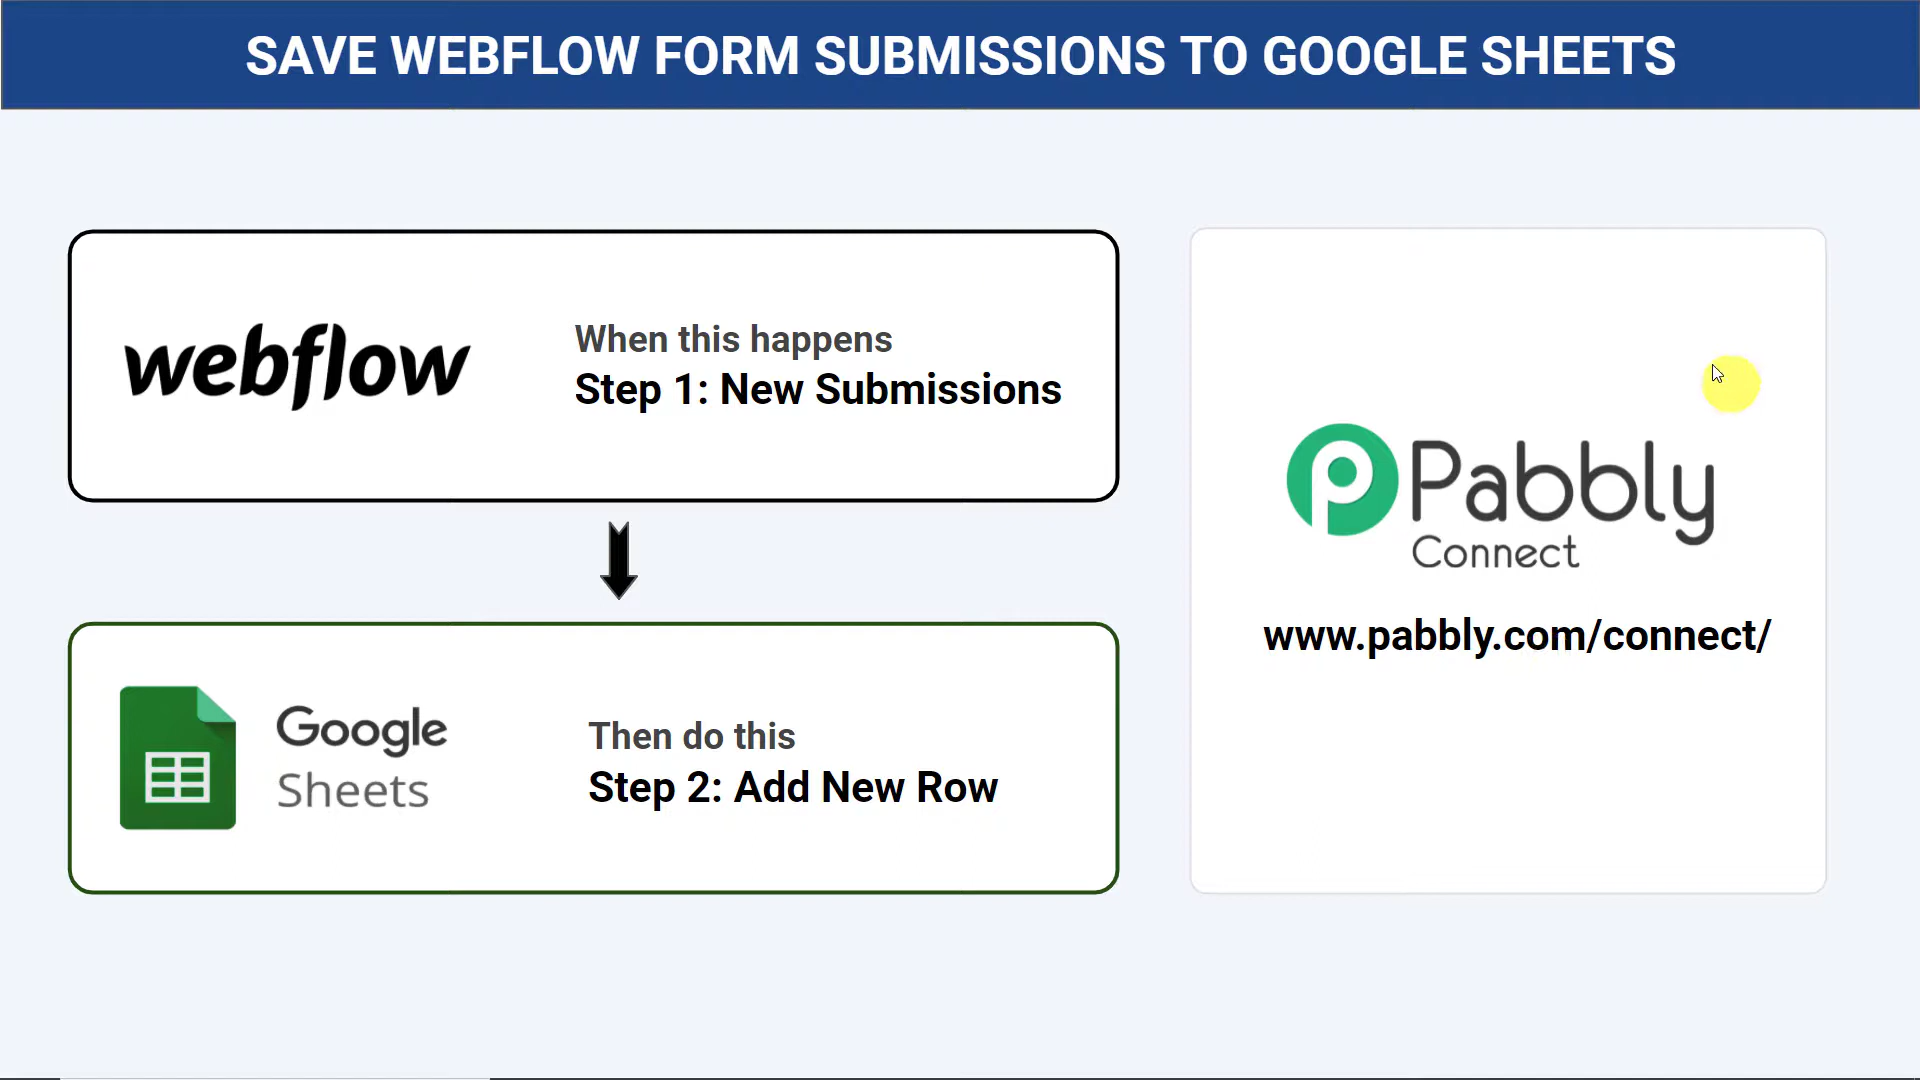 SAVE WEBFLOW FORM SUBMISSIONS TO GOOGLE SHEETS
webflow
When this happens
Step 1: New Submissions
Google
Sheets
Then do this
Step 2: Add New Row
Pabbly
Connect
www.pabbly.com/connect/